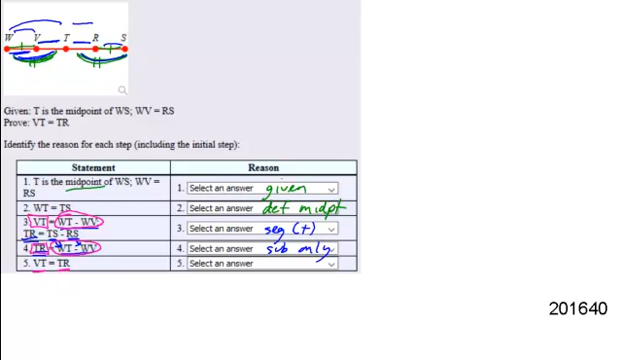 W V T R S
Given: T is the midpoint of WS; WV = RS
Prove: VT = TR
Identify the reason for each step (including the initial step):
Statement Reason
1. T is the midpoint of WS; WV = RS 1. Select an answer given
2. WT = TS 2. Select an answer def midpt
3. VT = WT - WV
TR = TS - RS 3. Select an answer seg (+)
4. TR = WT - WV 4. Select an answer sub only
5. VT = TR 5. Select an answer
201640